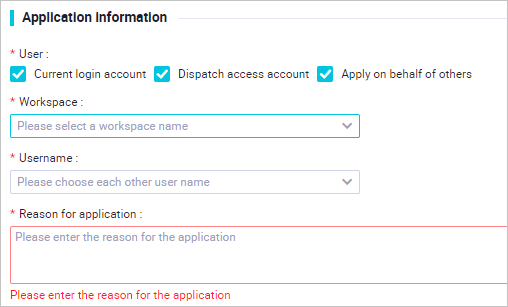 Application Information
* User :
Current login account Dispatch access account Apply on behalf of others
* Workspace :
Please select a workspace name
* Username :
Please choose each other user name
* Reason for application :
Please enter the reason for the application
Please enter the reason for the application